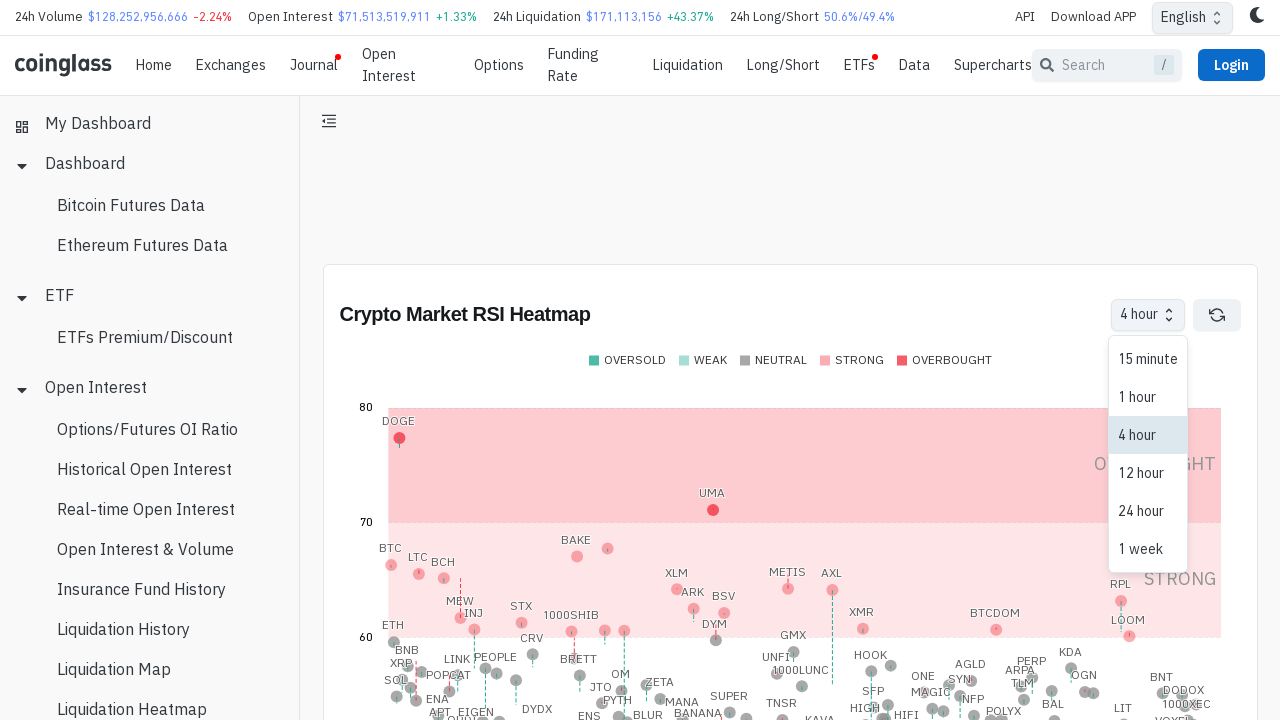 24h Volume $128,252,956,666 -2.24% Open Interest $71,513,519,911 +1.33% 24h Liquidation $171,113,156 +43.37% 24h Long/Short 50.6%/49.4% API Download APP English
coinglass Home Exchanges Journal Open Interest Options Funding Rate Liquidation Long/Short ETFs Data Supercharts Search / Login
My Dashboard
Dashboard
Bitcoin Futures Data
Ethereum Futures Data
ETF
ETFs Premium/Discount
Open Interest
Options/Futures OI Ratio
Historical Open Interest
Real-time Open Interest
Open Interest & Volume
Insurance Fund History
Liquidation History
Liquidation Map
Liquidation Heatmap
Crypto Market RSI Heatmap 4 hour
15 minute
1 hour
4 hour
12 hour
24 hour
1 week
OVERSOLD WEAK NEUTRAL STRONG OVERBOUGHT
80
DOGE
UMA
70
BAKE
BTC LTC BCH
XLM METIS AXL
STRONG
RPL
ARK BSV
MEW INJ STX 1000SHIB
XMR BTCDOM LOOM
ETH DYM
60
CRV GMX
BNB
XRP LINK PEOPLE BRETT UNFI HOOK KDA
1000LUNC AGLD PERP
SOL POPCAT OM ZETA ONE SYN ARPA OGN
JTO TLM BNT DODOX
ENA PYTH MANA SUPER TNSR SFP MAGIC NFP BAL 1000XEC
APT EIGEN DYDX ENS BLUR BANANA KAVA HIGH HIFI POLYX LIT